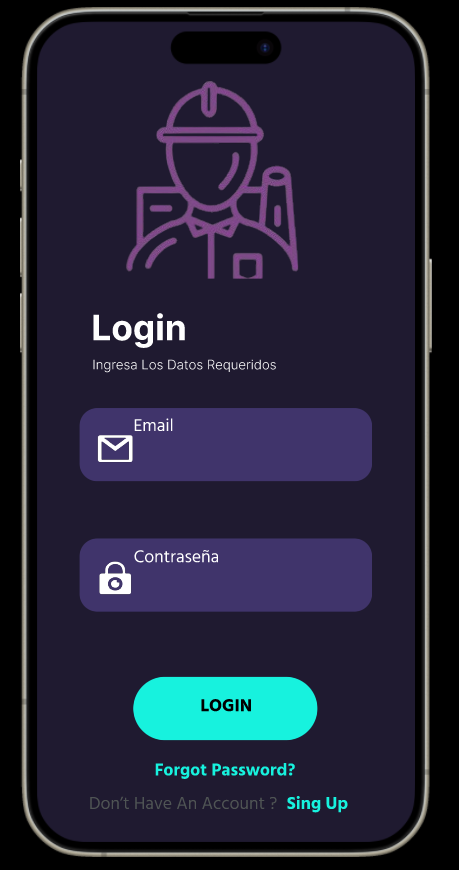 Login
Ingresa Los Datos Requeridos
Email
Contraseña
LOGIN
Forgot Password?
Don't Have An Account ? Sing Up